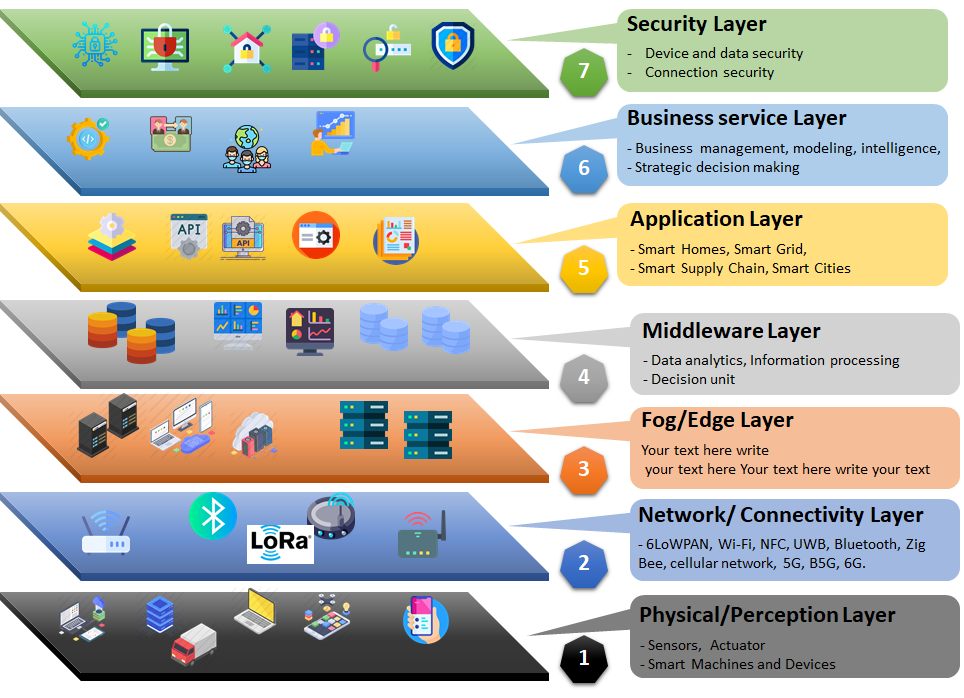 Security Layer
- Device and data security
- Connection security
7
Business service Layer
- Business management, modeling, intelligence,
- Strategic decision making
6
API
API
Application Layer
- Smart Homes, Smart Grid,
- Smart Supply Chain, Smart Cities
5
Middleware Layer
- Data analytics, Information processing
- Decision unit
4
Fog/Edge Layer
Your text here write
your text here Your text here write your text
3
LoRa
Network/ Connectivity Layer
- 6LoWPAN, Wi-Fi, NFC, UWB, Bluetooth, Zig
Bee, cellular network, 5G, B5G, 6G.
2
Physical/Perception Layer
- Sensors, Actuator
- Smart Machines and Devices
1